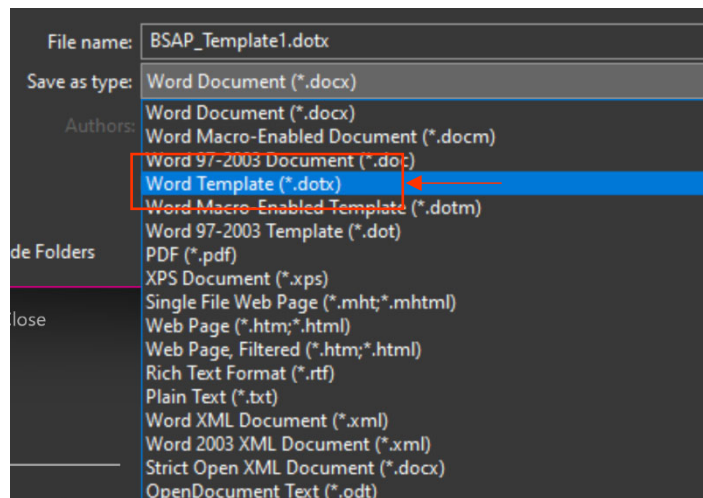 File name: BSAP_Template1.dotx
Save as type: Word Document (*.docx)
Authors:
Word Document (*.docx)
Word Macro-Enabled Document (*.docm)
Word 97-2003 Document (*.doc)
Word Template (*.dotx)
Word Macro-Enabled Template (*.dotm)
Word 97-2003 Template (*.dot)
de Folders
PDF (*.pdf)
XPS Document (*.xps)
Single File Web Page (*.mht;*.mhtml)
lose
Web Page (*.htm;*.html)
Web Page, Filtered (*.htm;*.html)
Rich Text Format (*.rtf)
Plain Text (*.txt)
Word XML Document (*.xml)
Word 2003 XML Document (*.xml)
Strict Open XML Document (*.docx)
OpenDocument Text (*.odt)